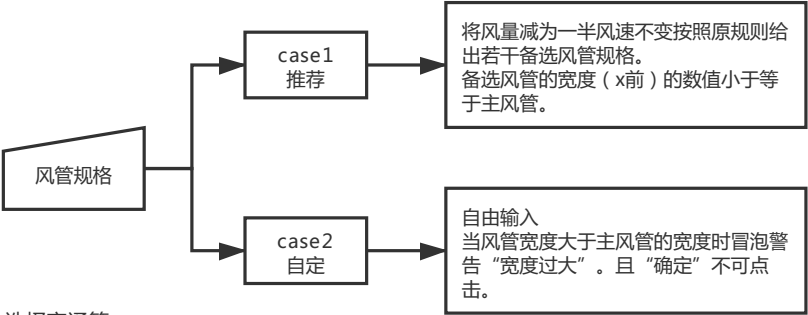 case1
推荐
将风量减为一半风速不变按照原规则给
出若干备选风管规格。
备选风管的宽度（x前）的数值小于等
于主风管。
风管规格
case2
自定
自由输入
当风管宽度大于主风管的宽度时冒泡警
告“宽度过大”。且“确定”不可点
击。